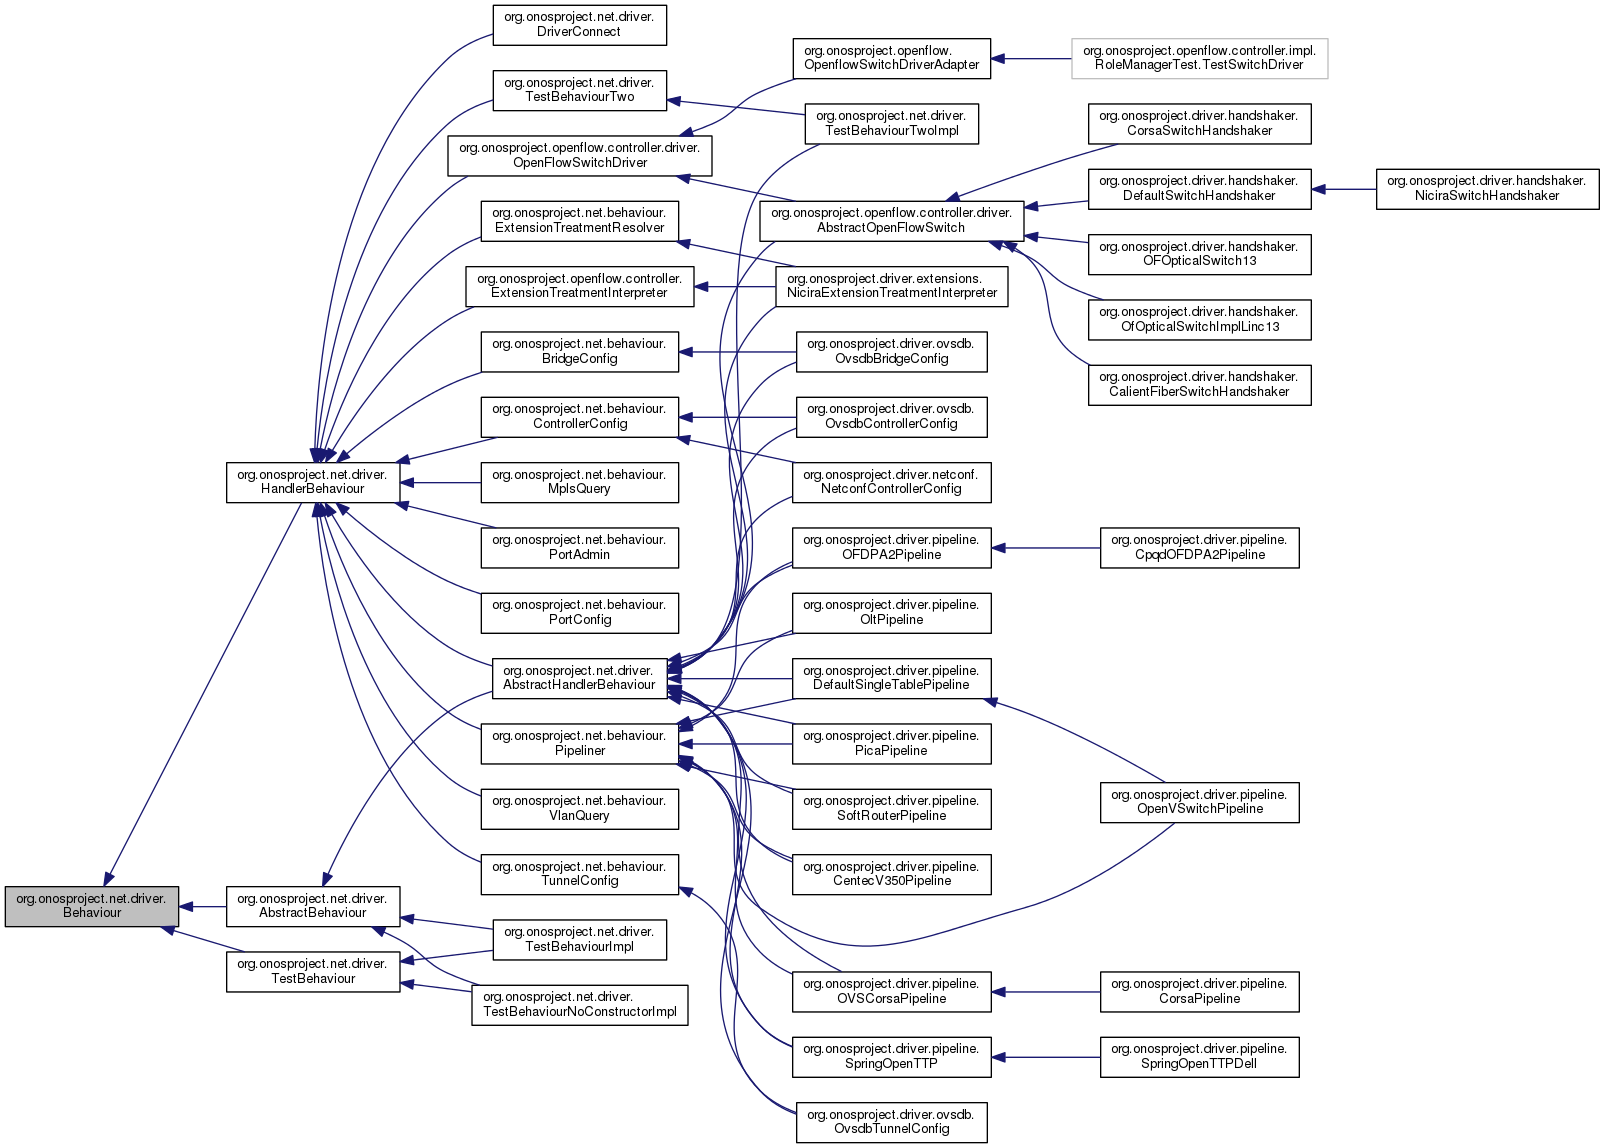 org.onosproject.net.driver.
Behaviour
org.onosproject.net.driver.
HandlerBehaviour
org.onosproject.net.driver.
AbstractBehaviour
org.onosproject.net.driver.
TestBehaviour
org.onosproject.net.driver.
DriverConnect
org.onosproject.net.driver.
TestBehaviourTwo
org.onosproject.openflow.controller.driver.
OpenFlowSwitchDriver
org.onosproject.net.behaviour.
ExtensionTreatmentResolver
org.onosproject.openflow.controller.
ExtensionTreatmentInterpreter
org.onosproject.net.behaviour.
BridgeConfig
org.onosproject.net.behaviour.
ControllerConfig
org.onosproject.net.behaviour.
MplsQuery
org.onosproject.net.behaviour.
PortAdmin
org.onosproject.net.behaviour.
PortConfig
org.onosproject.net.driver.
AbstractHandlerBehaviour
org.onosproject.net.behaviour.
Pipeliner
org.onosproject.net.behaviour.
VlanQuery
org.onosproject.net.behaviour.
TunnelConfig
org.onosproject.net.driver.
TestBehaviourImpl
org.onosproject.net.driver.
TestBehaviourNoConstructorImpl
org.onosproject.openflow.
OpenflowSwitchDriverAdapter
org.onosproject.net.driver.
TestBehaviourTwoImpl
org.onosproject.openflow.controller.driver.
AbstractOpenFlowSwitch
org.onosproject.driver.extensions.
NiciraExtensionTreatmentInterpreter
org.onosproject.driver.ovsdb.
OvsdbBridgeConfig
org.onosproject.driver.ovsdb.
OvsdbControllerConfig
org.onosproject.driver.netconf.
NetconfControllerConfig
org.onosproject.driver.pipeline.
OFDPA2Pipeline
org.onosproject.driver.pipeline.
OltPipeline
org.onosproject.driver.pipeline.
DefaultSingleTablePipeline
org.onosproject.driver.pipeline.
PicaPipeline
org.onosproject.driver.pipeline.
SoftRouterPipeline
org.onosproject.driver.pipeline.
CentecV350Pipeline
org.onosproject.driver.pipeline.
OVSCorsaPipeline
org.onosproject.driver.pipeline.
SpringOpenTTP
org.onosproject.driver.ovsdb.
OvsdbTunnelConfig
org.onosproject.openflow.controller.impl.
RoleManagerTest.TestSwitchDriver
org.onosproject.driver.handshaker.
CorsaSwitchHandshaker
org.onosproject.driver.handshaker.
DefaultSwitchHandshaker
org.onosproject.driver.handshaker.
OFOpticalSwitch13
org.onosproject.driver.handshaker.
OfOpticalSwitchImplLinc13
org.onosproject.driver.handshaker.
CalientFiberSwitchHandshaker
org.onosproject.driver.pipeline.
CpqdOFDPA2Pipeline
org.onosproject.driver.pipeline.
OpenVSwitchPipeline
org.onosproject.driver.pipeline.
CorsaPipeline
org.onosproject.driver.pipeline.
SpringOpenTTPDell
org.onosproject.driver.handshaker.
NiciraSwitchHandshaker